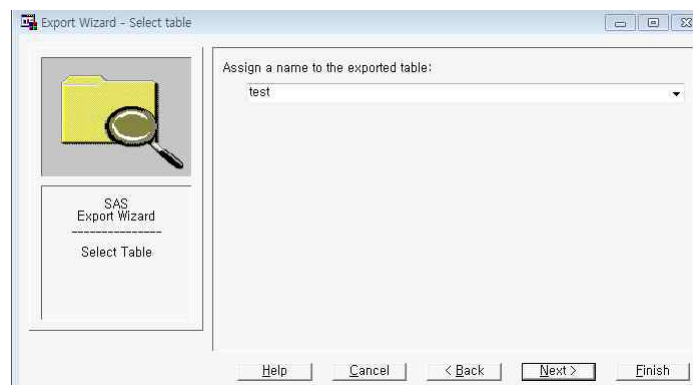 Export Wizard - Select table
Assign a name to the exported table:
test
SAS
Export Wizard
---------------
Select Table
Help
Cancel
< Back
Next >
Finish